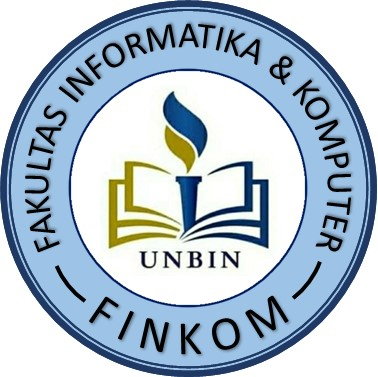 FAKULTAS INFORMATIKA & KOMPUTER
UNBIN
FINKOM